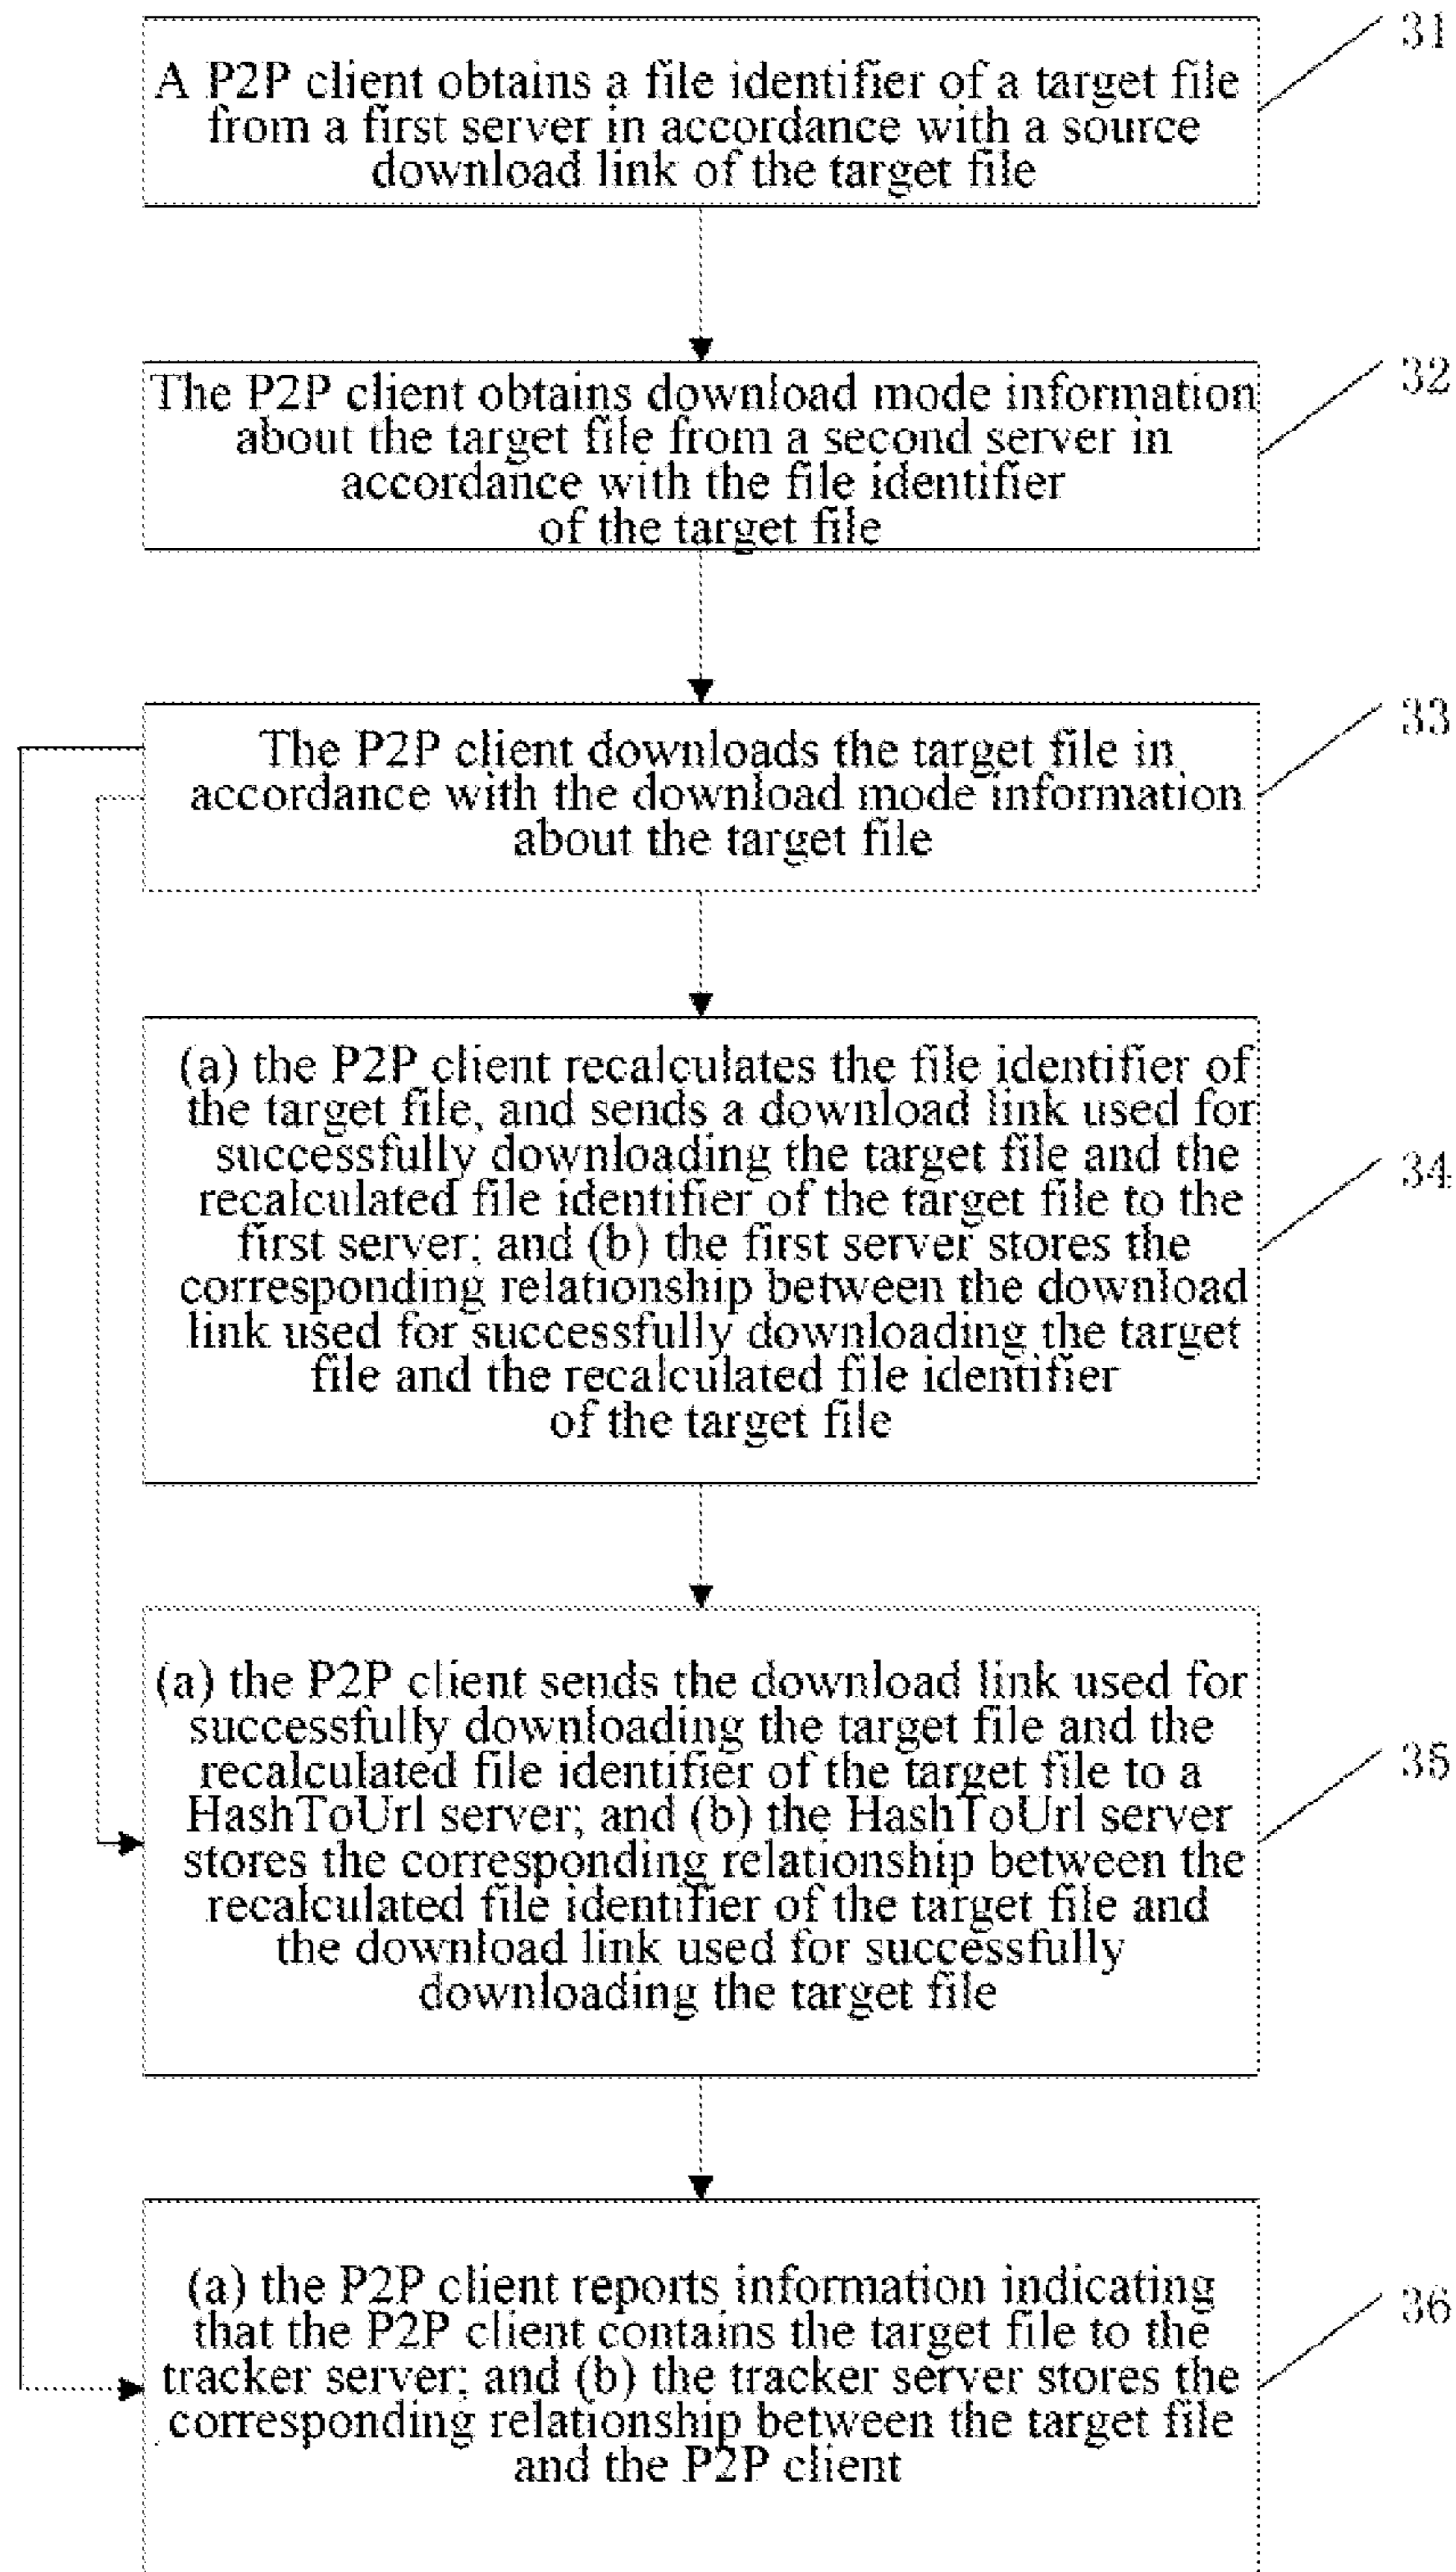 31
A P2P client obtains a file identifier of a target file
from a first server in accordance with a source
download link of the target file
32
The P2P client obtains download mode information
about the target file from a second server in
accordance with the file identifier
of the target file
33
The P2P client downloads the target file in
accordance with the download mode information
about the target file
(a) the P2P client recalculates the file identifier of
the target file, and sends a download link used for
successfully downloading the target file and the
recalculated file identifier of the target file to the
first server; and (b) the first server stores the
corresponding relationship between the download
link used for successfully downloading the target
file and the recalculated file identifier
of the target file
34
(a) the P2P client sends the download link used for
successfully downloading the target file and the
recalculated file identifier of the target file to a
HashToUrl server; and (b) the HashToUrl server
stores the corresponding relationship between the
recalculated file identifier of the target file and
the download link used for successfully
downloading the target file
35
(a) the P2P client reports information indicating
that the P2P client contains the target file to the
tracker server; and (b) the tracker server stores the
corresponding relationship between the target file
and the P2P client
36